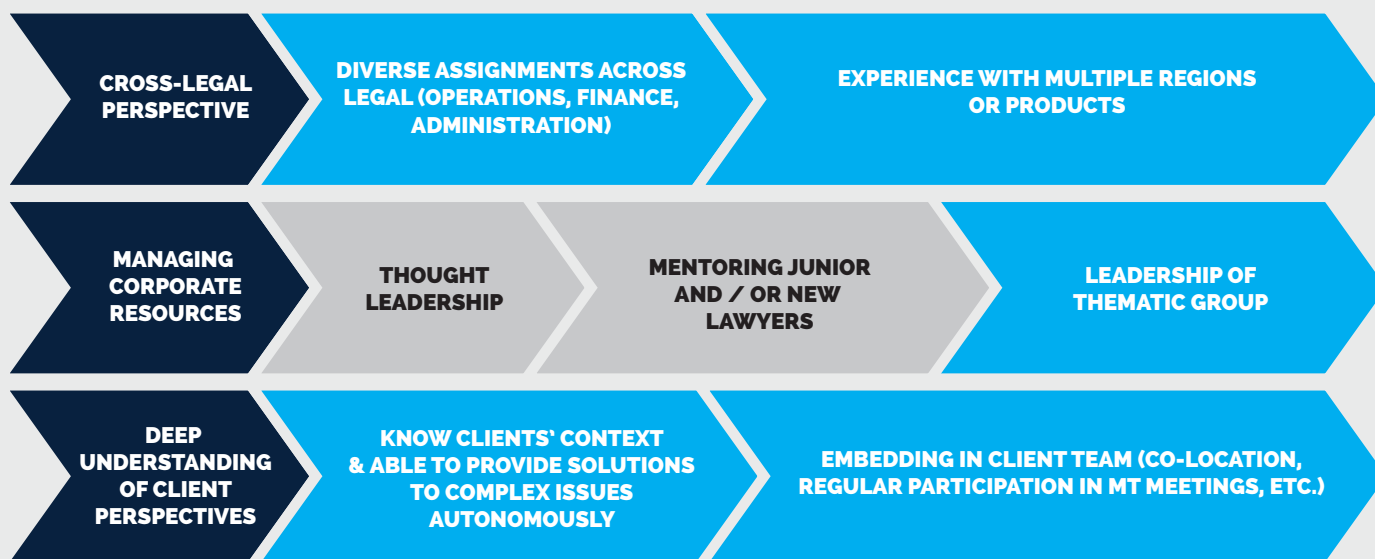 CROSS-LEGAL
PERSPECTIVE
DIVERSE ASSIGNMENTS ACROSS
LEGAL (OPERATIONS, FINANCE,
ADMINISTRATION)
EXPERIENCE WITH MULTIPLE REGIONS
OR PRODUCTS
MANAGING
CORPORATE
RESOURCES
THOUGHT
LEADERSHIP
MENTORING JUNIOR
AND / OR NEW
LAWYERS
LEADERSHIP OF
THEMATIC GROUP
DEEP
UNDERSTANDING
OF CLIENT
PERSPECTIVES
KNOW CLIENTS‵ CONTEXT
& ABLE TO PROVIDE SOLUTIONS
TO COMPLEX ISSUES
AUTONOMOUSLY
EMBEDDING IN CLIENT TEAM (CO-LOCATION,
REGULAR PARTICIPATION IN MT MEETINGS, ETC.)